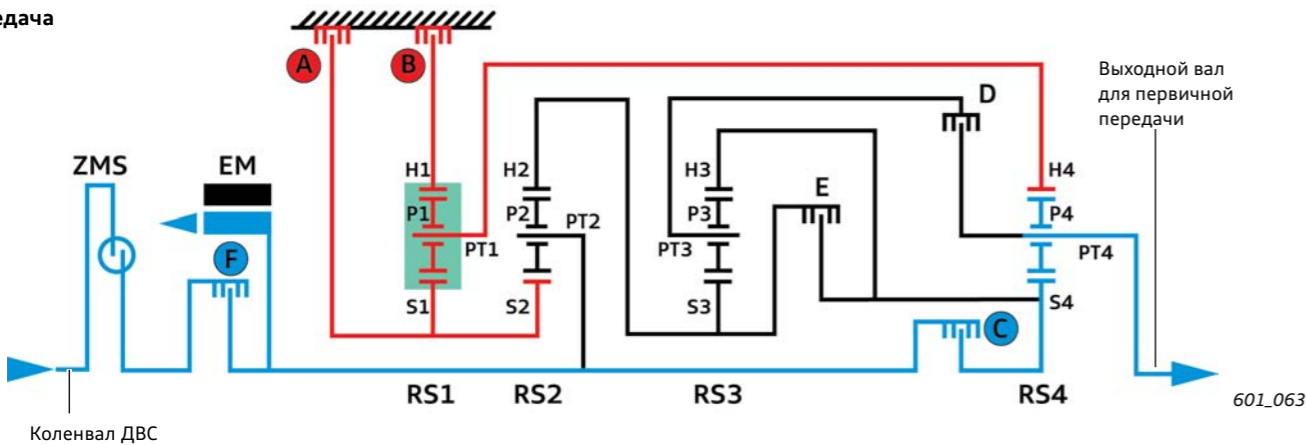 едача
A
B
Выходной вал
для первичной
передачи
D
ZMS
EM
H1
H2
H3
E
H4
P1
P2
PT2
P3
P4
F
PT1
PT3
PT4
S1
S2
S3
S4
C
RS1
RS2
RS3
RS4
601_063
Коленвал ДВС